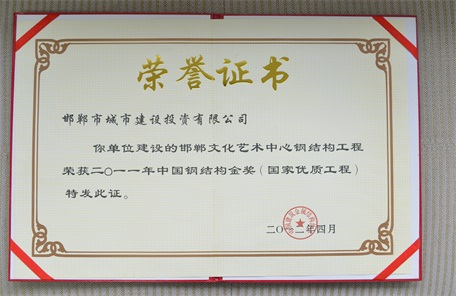 荣誉证书
邯郸市城市建设投资有限公司
你单位建设的邯郸文化艺术中心钢结构工程
荣获二〇一一年中国钢结构金奖（国家优质工程）
特发此证。
二〇一二年四月